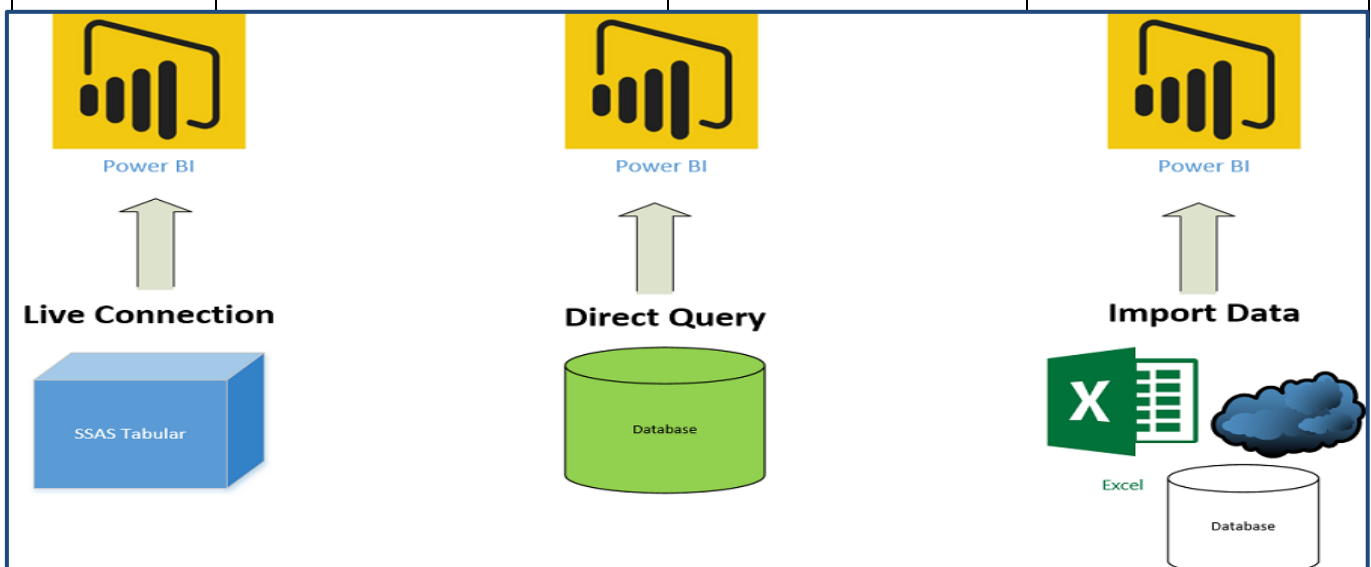 Power BI
Power BI
Power BI
Live Connection
Direct Query
Import Data
SSAS Tabular
Database
X
Excel
Database